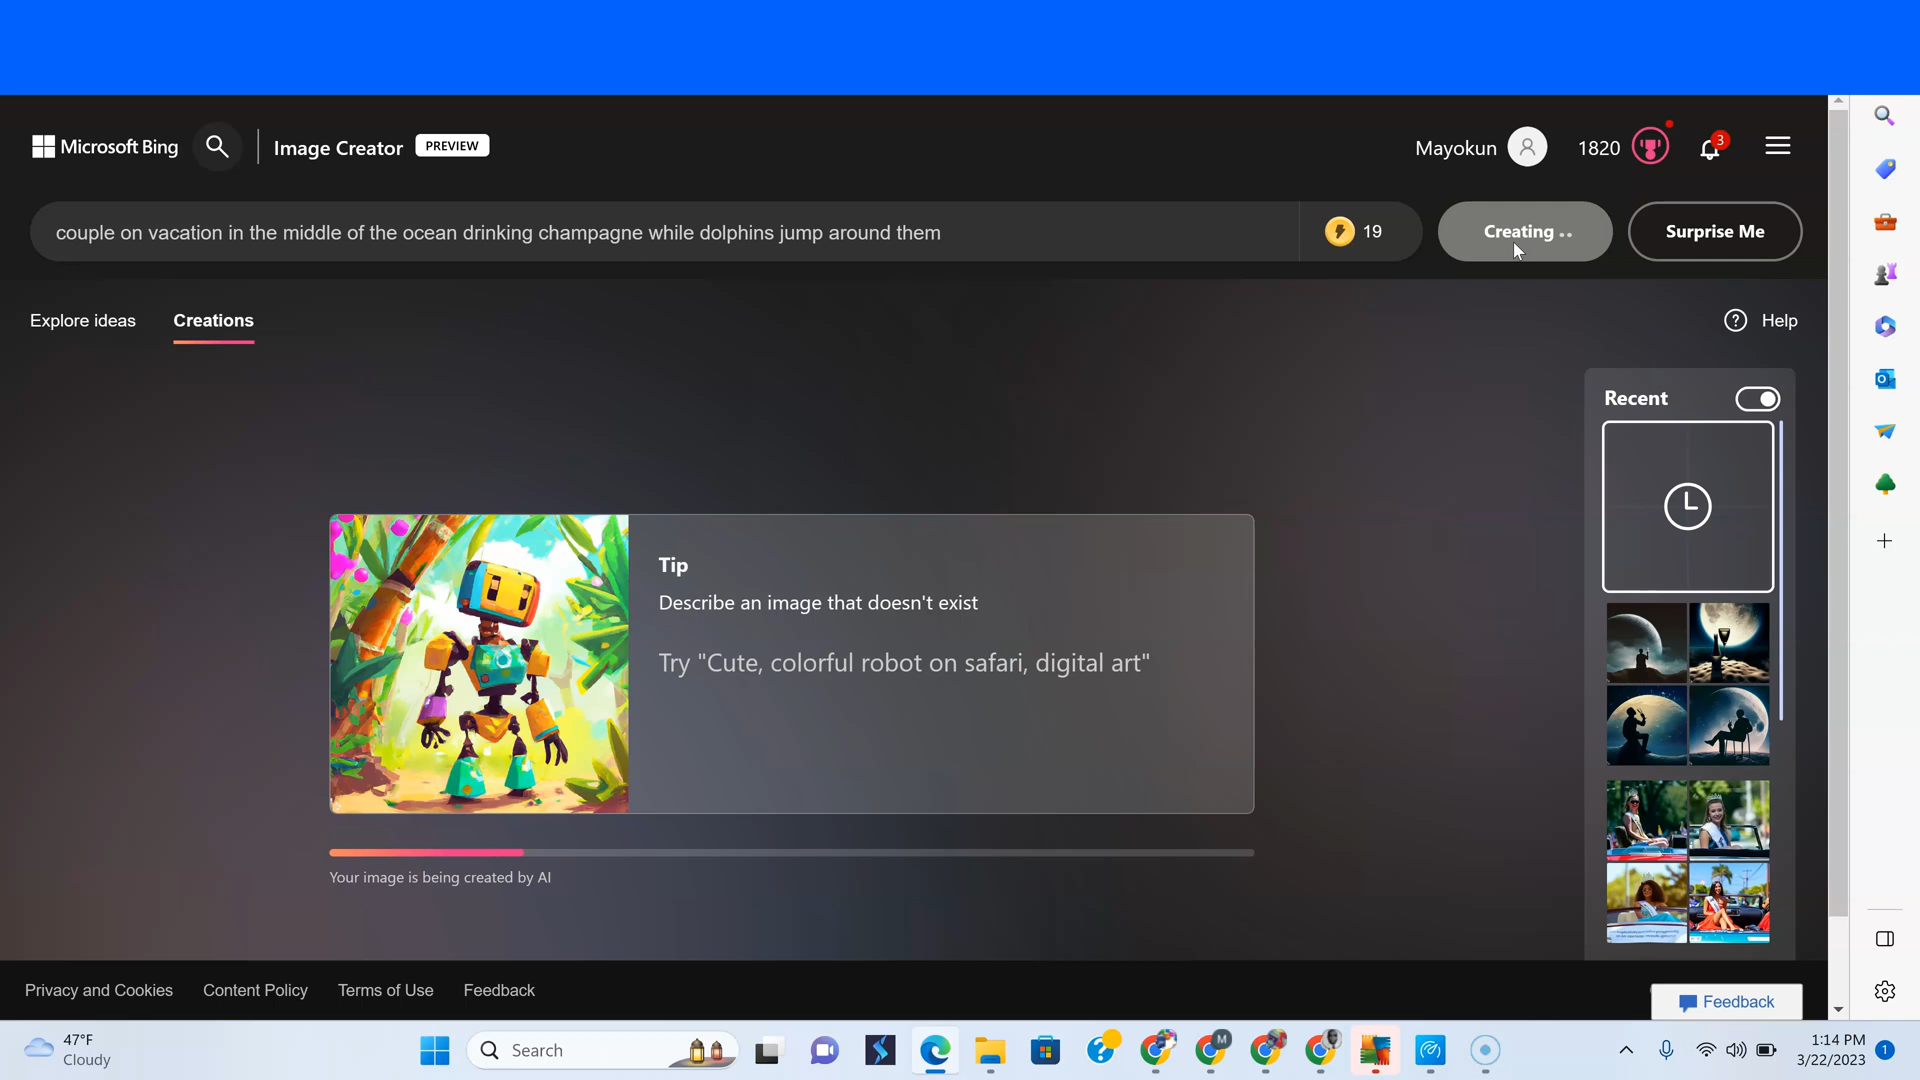 Microsoft Bing
Image Creator
PREVIEW
Mayokun
1820
3
couple on vacation in the middle of the ocean drinking champagne while dolphins jump around them
19
Creating ..
Surprise Me
Explore ideas
Creations
Help
Recent
Tip
Describe an image that doesn't exist
Try "Cute, colorful robot on safari, digital art"
Your image is being created by AI
Privacy and Cookies
Content Policy
Terms of Use
Feedback
Feedback
47°F
Cloudy
Search
M
1:14 PM
3/22/2023
1